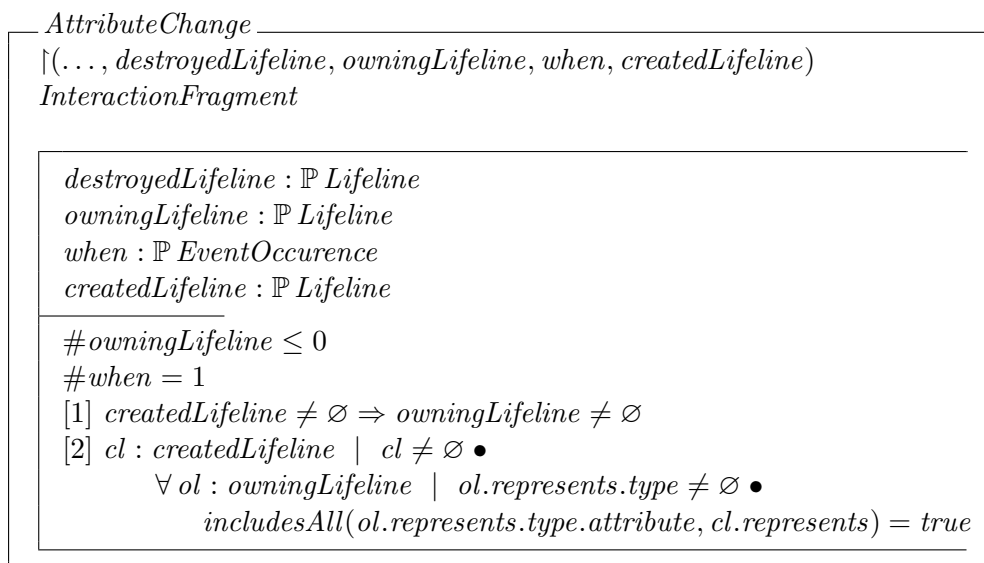 AttributeChange
↾(…, destroyedLifeline, owningLifeline, when, createdLifeline)
InteractionFragment
destroyedLifeline : ℙ Lifeline
owningLifeline : ℙ Lifeline
when : ℙ EventOccurence
createdLifeline : ℙ Lifeline
#owningLifeline ≤ 0
#when = 1
[1] createdLifeline ≠ ∅ ⇒ owningLifeline ≠ ∅
[2] cl : createdLifeline | cl ≠ ∅ •
∀ ol : owningLifeline | ol.represents.type ≠ ∅ •
includesAll(ol.represents.type.attribute, cl.represents) = true